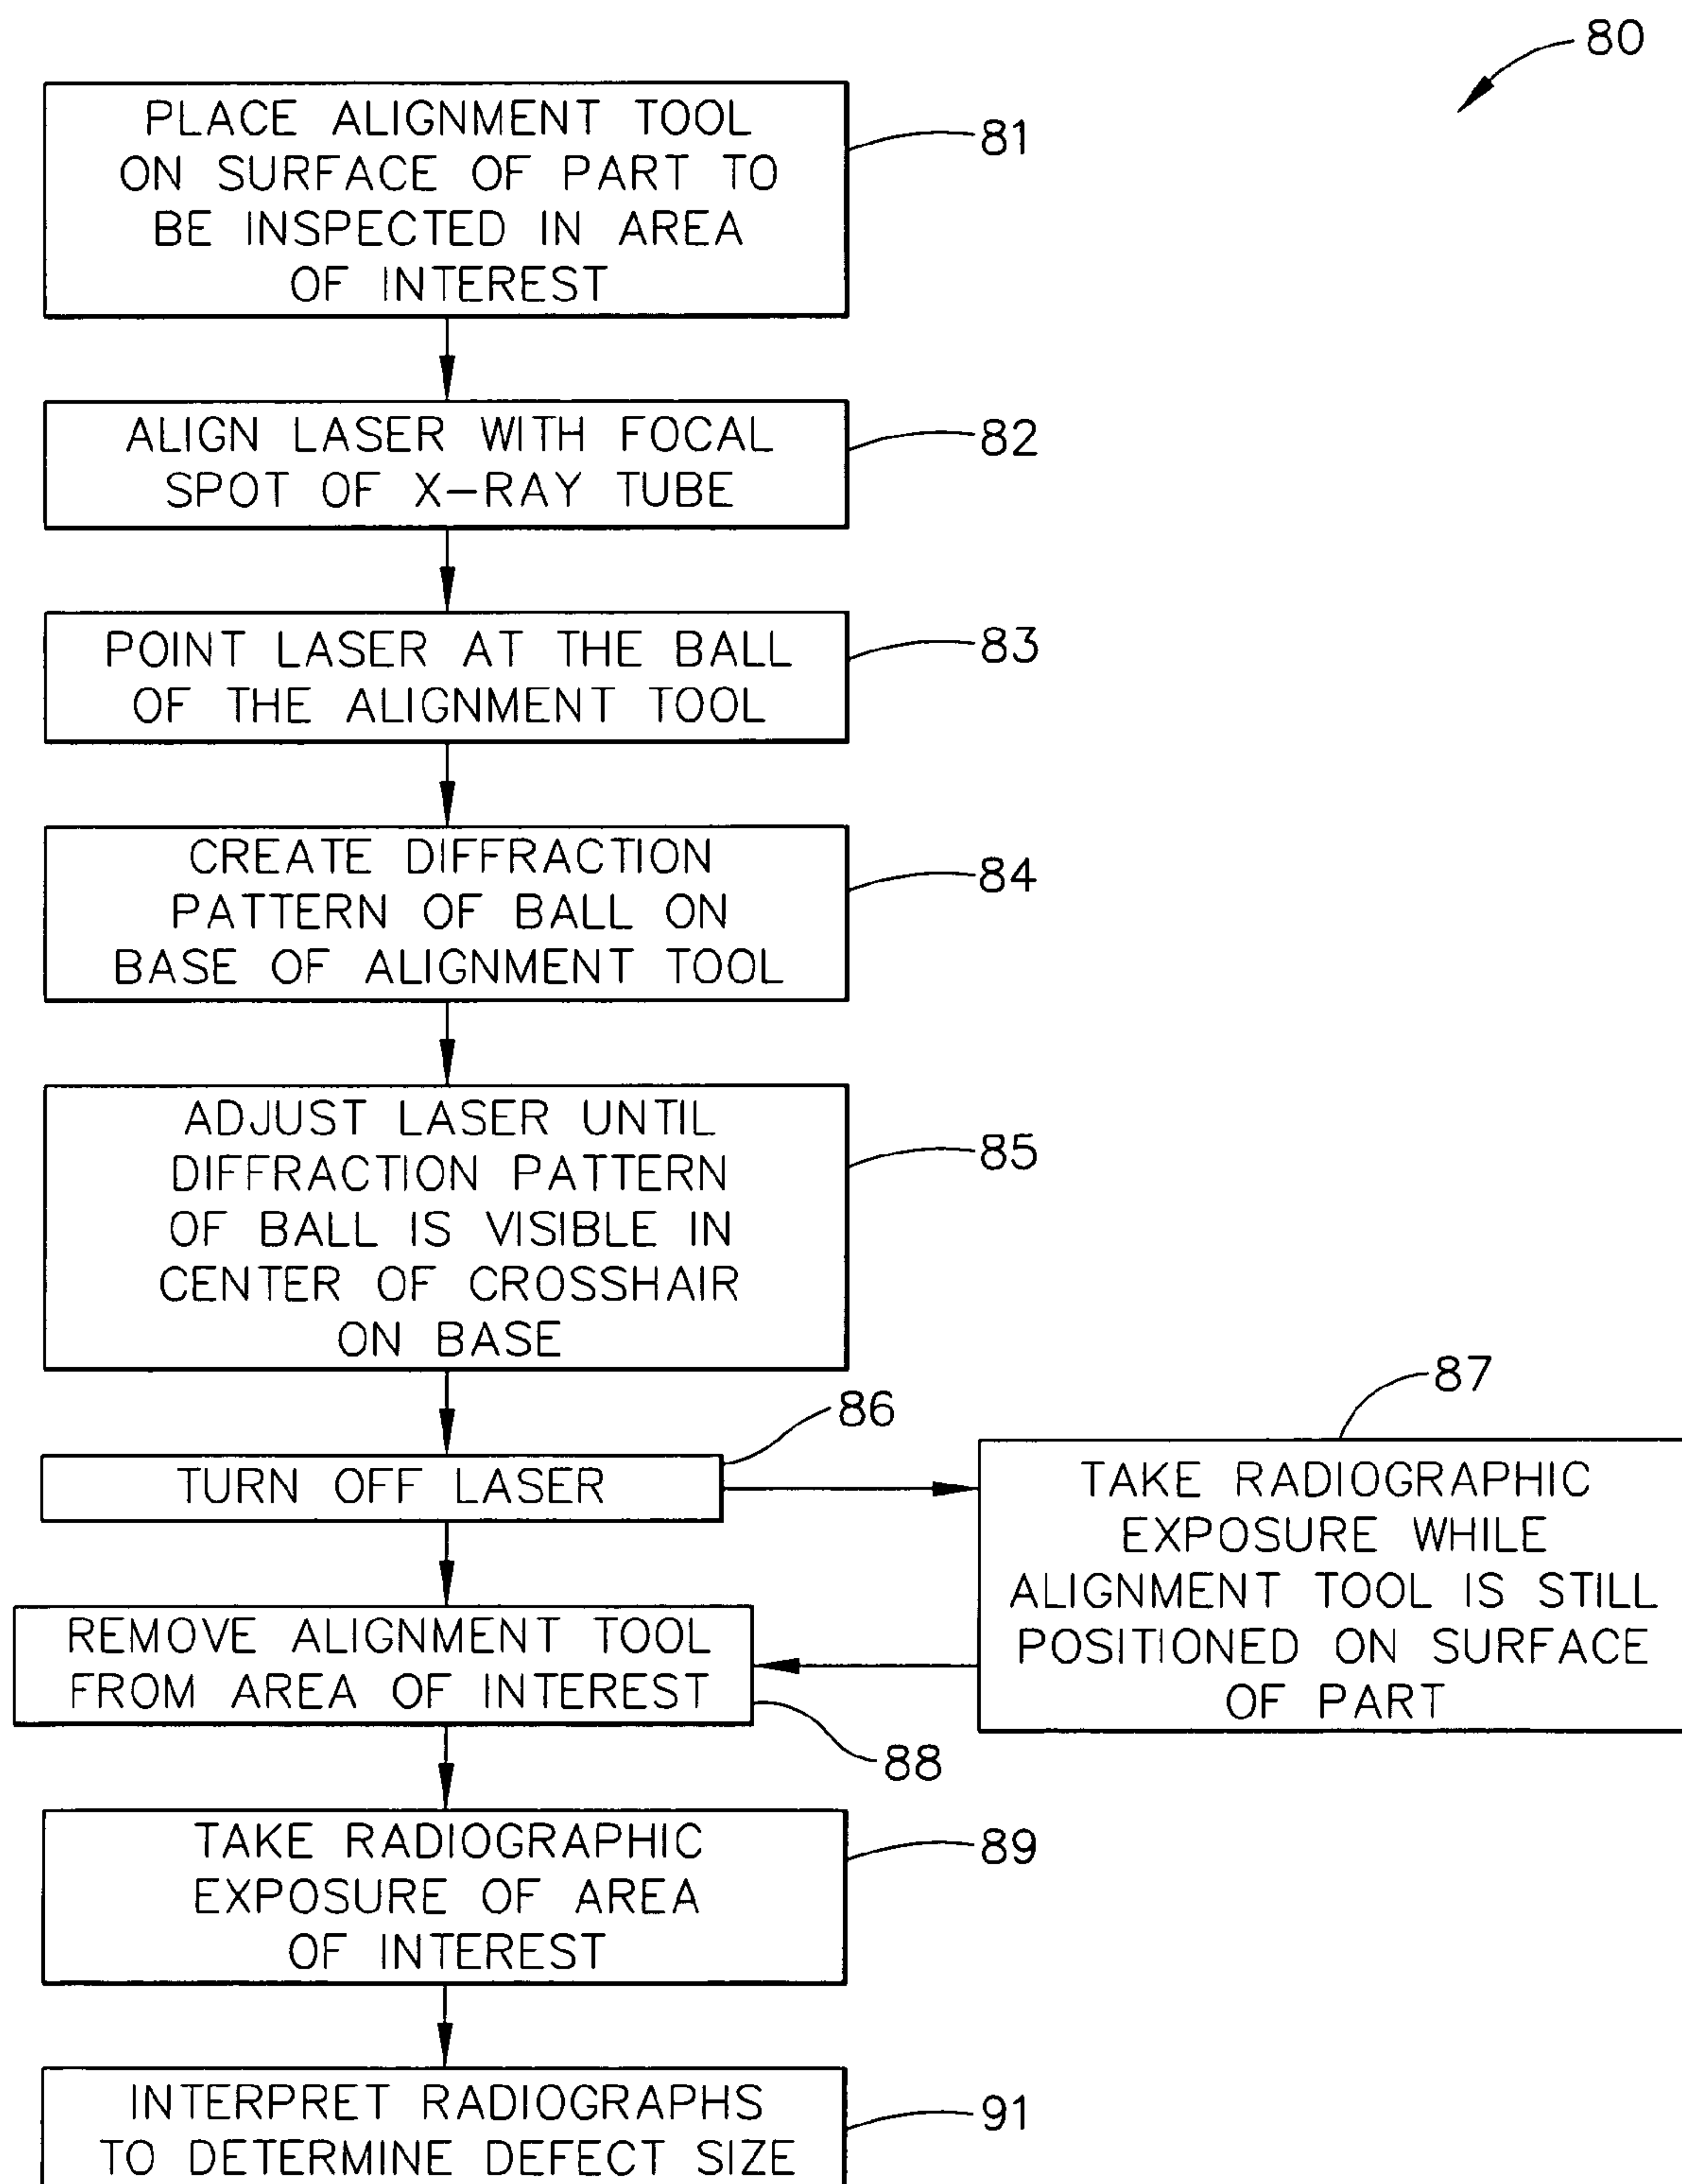 80
PLACE ALIGNMENT TOOL
ON SURFACE OF PART TO
BE INSPECTED IN AREA
OF INTEREST
81
ALIGN LASER WITH FOCAL
SPOT OF X-RAY TUBE
82
POINT LASER AT THE BALL
OF THE ALIGNMENT TOOL
83
CREATE DIFFRACTION
PATTERN OF BALL ON
BASE OF ALIGNMENT TOOL
84
ADJUST LASER UNTIL
DIFFRACTION PATTERN
OF BALL IS VISIBLE IN
CENTER OF CROSSHAIR
ON BASE
85
TURN OFF LASER
86
TAKE RADIOGRAPHIC
EXPOSURE WHILE
ALIGNMENT TOOL IS STILL
POSITIONED ON SURFACE
OF PART
87
REMOVE ALIGNMENT TOOL
FROM AREA OF INTEREST
88
TAKE RADIOGRAPHIC
EXPOSURE OF AREA
OF INTEREST
89
INTERPRET RADIOGRAPHS
TO DETERMINE DEFECT SIZE
91